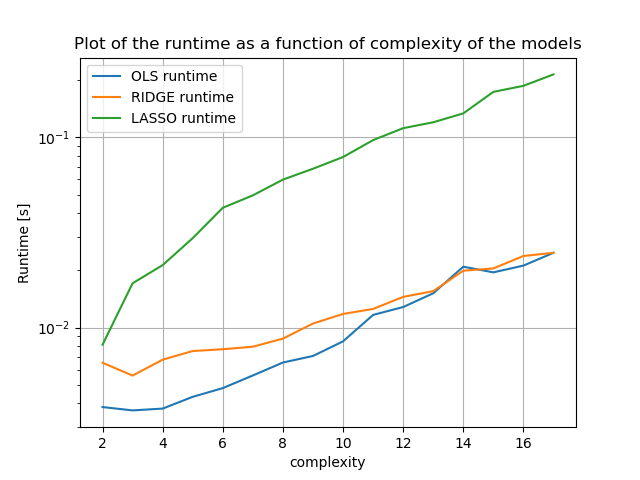 Plot of the runtime as a function of complexity of the models
OLS runtime
RIDGE runtime
LASSO runtime
Runtime [s]
10⁻¹
10⁻²
2 4 6 8 10 12 14 16
complexity